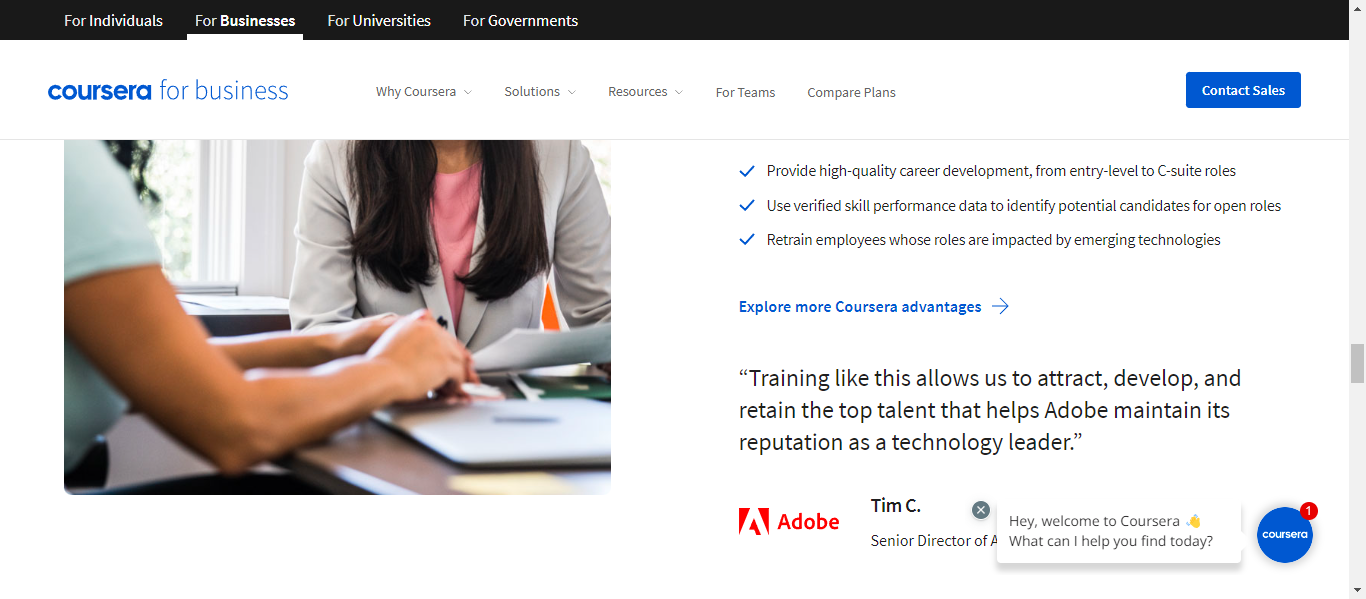 For Individuals
For Businesses
For Universities
For Governments
coursera for business
Why Coursera
Solutions
Resources
For Teams
Compare Plans
Contact Sales
Provide high-quality career development, from entry-level to C-suite roles
Use verified skill performance data to identify potential candidates for open roles
Retrain employees whose roles are impacted by emerging technologies
Explore more Coursera advantages
“Training like this allows us to attract, develop, and
retain the top talent that helps Adobe maintain its
reputation as a technology leader.”
Adobe
Tim C.
Senior Director of
Hey, welcome to Coursera 👋
What can I help you find today?
coursera
1